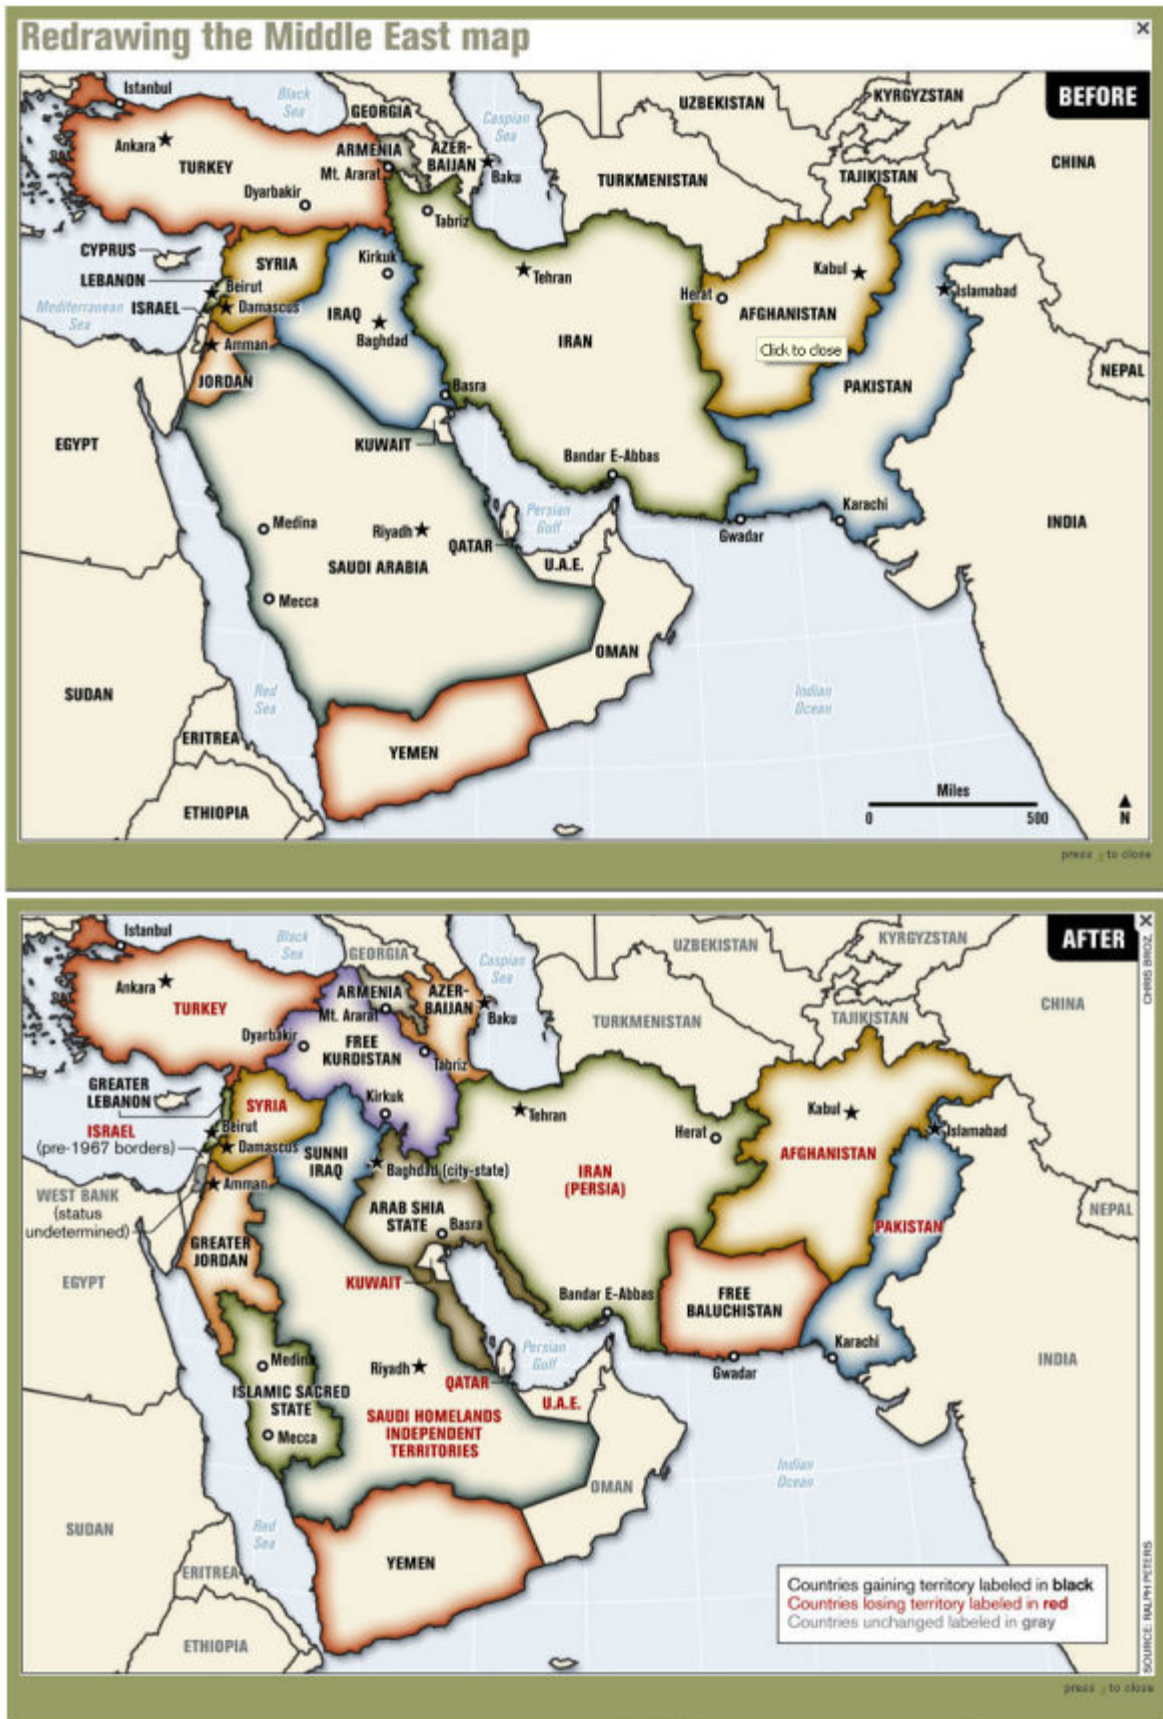 Redrawing the Middle East map
BEFORE
Istanbul
Black
Sea
GEORGIA
Caspian
Sea
UZBEKISTAN
KYRGYZSTAN
Ankara
TURKEY
ARMENIA
Mt. Ararat
AZER-
BAIJAN
Baku
TURKMENISTAN
TAJIKISTAN
CHINA
Dyarbakir
Tabriz
CYPRUS
LEBANON
Beirut
SYRIA
Kirkuk
Tehran
Kabul
Islamabad
Mediterranean
Sea
ISRAEL
Damascus
IRAQ
Baghdad
Herat
AFGHANISTAN
Amman
IRAN
Click to close
JORDAN
Basra
PAKISTAN
NEPAL
EGYPT
KUWAIT
Bandar E-Abbas
Medina
Riyadh
Persian
Gulf
Karachi
Gwadar
INDIA
QATAR
SAUDI ARABIA
U.A.E.
Mecca
OMAN
SUDAN
Red
Sea
Indian
Ocean
ERITREA
YEMEN
ETHIOPIA
Miles
0
500
N
press to close
AFTER
CHRIS BROZ
Istanbul
Black
Sea
GEORGIA
Caspian
Sea
UZBEKISTAN
KYRGYZSTAN
Ankara
TURKEY
ARMENIA
Mt. Ararat
AZER-
BAIJAN
Baku
TURKMENISTAN
TAJIKISTAN
CHINA
Dyarbakir
FREE
KURDISTAN
Tabriz
GREATER
LEBANON
SYRIA
Kirkuk
Tehran
Herat
Kabul
Islamabad
ISRAEL
(pre-1967 borders)
Beirut
Damascus
SUNNI
IRAQ
Baghdad (city-state)
IRAN
(PERSIA)
AFGHANISTAN
WEST BANK
(status
undetermined)
Amman
ARAB SHIA
STATE
Basra
PAKISTAN
NEPAL
GREATER
JORDAN
EGYPT
KUWAIT
Bandar E-Abbas
FREE
BALUCHISTAN
Medina
Riyadh
Persian
Gulf
Karachi
Gwadar
INDIA
ISLAMIC SACRED
STATE
QATAR
U.A.E.
Mecca
SAUDI HOMELANDS
INDEPENDENT
TERRITORIES
OMAN
Indian
Ocean
SUDAN
Red
Sea
ERITREA
YEMEN
ETHIOPIA
Countries gaining territory labeled in black
Countries losing territory labeled in red
Countries unchanged labeled in gray
SOURCE: RALPH PETERS
press to close